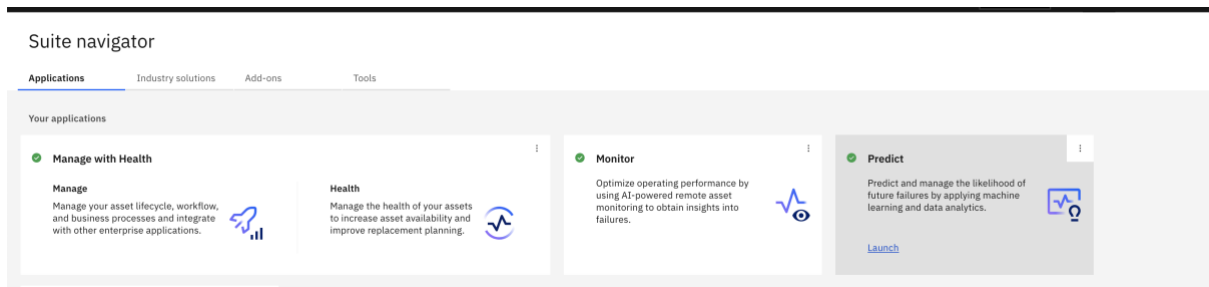 Suite navigator
Applications
Industry solutions
Add-ons
Tools
Your applications
Manage with Health
Manage
Manage your asset lifecycle, workflow,
and business processes and integrate
with other enterprise applications.
Health
Manage the health of your assets
to increase asset availability and
improve replacement planning.
Monitor
Optimize operating performance by
using AI-powered remote asset
monitoring to obtain insights into
failures.
Predict
Predict and manage the likelihood of
future failures by applying machine
learning and data analytics.
Launch